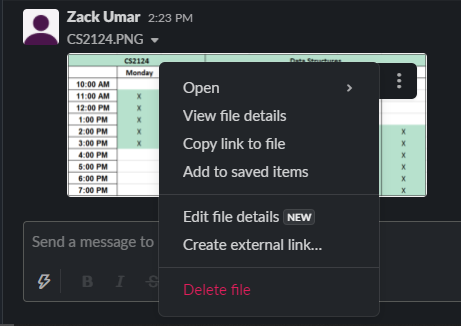 Zack Umar 2:23 PM
CS2124.PNG
CS2124 Data Structures
Monday
10:00 AM
11:00 AM X
12:00 PM X
1:00 PM X
2:00 PM X X
3:00 PM X X
4:00 PM X
5:00 PM X
6:00 PM X
7:00 PM X
Open
View file details
Copy link to file
Add to saved items
Edit file details NEW
Create external link...
Delete file
Send a message to
B I S